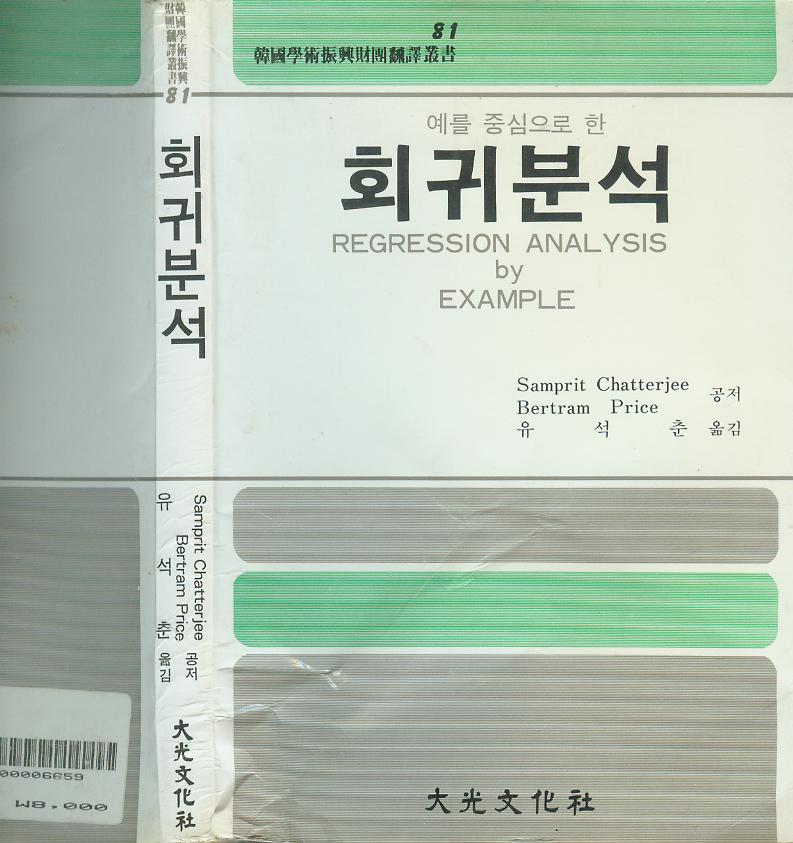 81
韓國學術振興財團飜譯叢書
예를 중심으로 한
회귀분석
REGRESSION ANALYSIS
by
EXAMPLE
Samprit Chatterjee
Bertram Price
공저
유 석 춘 옮김
大光文化社
韓國學術振興
財團飜譯叢書
81
회귀분석
Samprit Chatterjee
Bertram Price
공저
유 석 춘 옮김
大光文化社
00006659
₩8,000